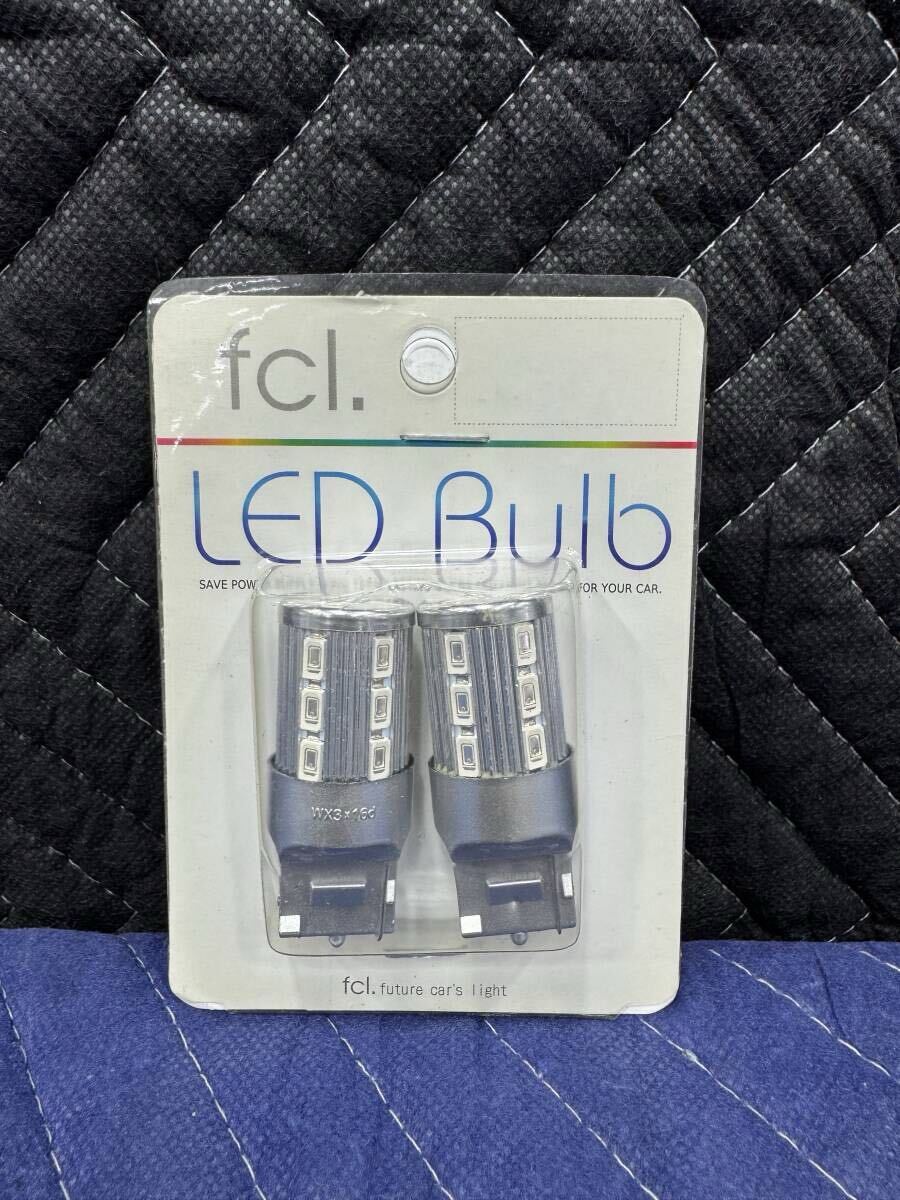 fcl.
LED Bulb
SAVE POW FOR YOUR CAR.
WX3×16d
fcl. future car's light